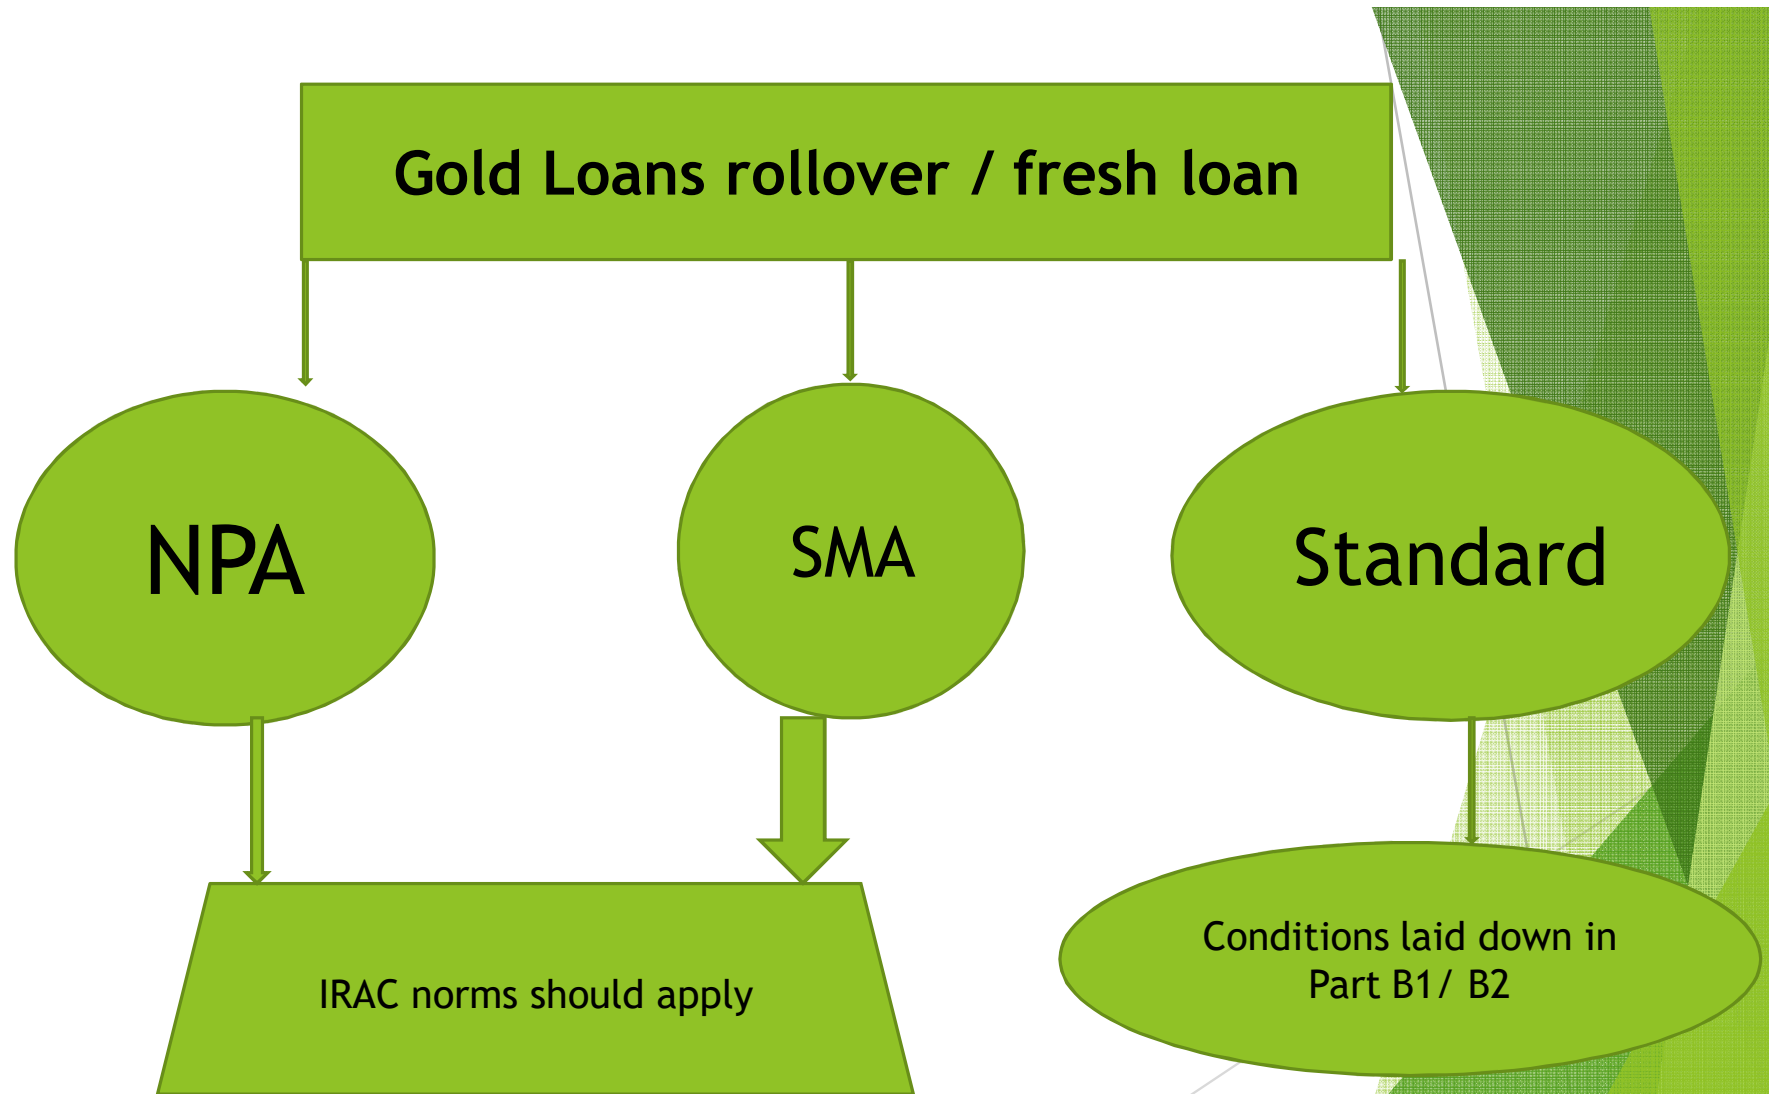 Gold Loans rollover / fresh loan
NPA
SMA
Standard
IRAC norms should apply
Conditions laid down in
Part B1/ B2